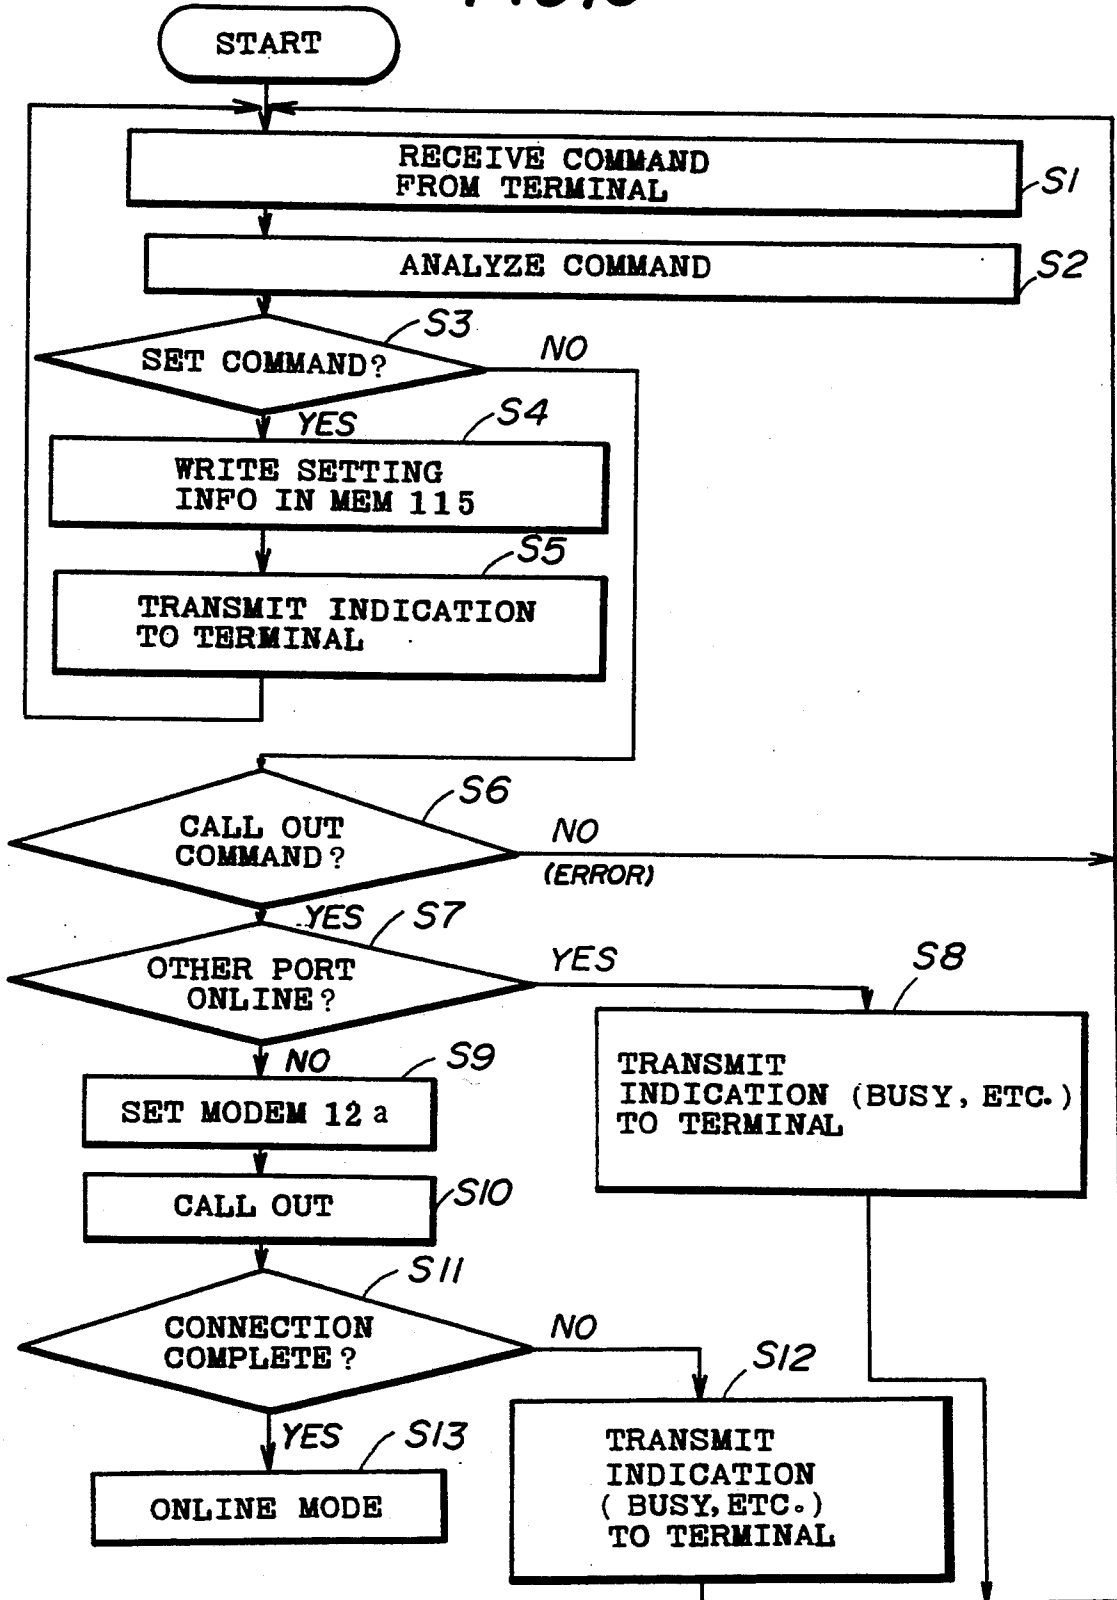 START
RECEIVE COMMAND
FROM TERMINAL
S1
ANALYZE COMMAND
S2
S3
SET COMMAND?
NO
YES
S4
WRITE SETTING
INFO IN MEM 115
S5
TRANSMIT INDICATION
TO TERMINAL
S6
CALL OUT
COMMAND?
NO
(ERROR)
YES
S7
OTHER PORT
ONLINE?
YES
S8
TRANSMIT
INDICATION (BUSY, ETC.)
TO TERMINAL
NO
S9
SET MODEM 12a
CALL OUT
S10
S11
CONNECTION
COMPLETE?
NO
S12
TRANSMIT
INDICATION
(BUSY, ETC.)
TO TERMINAL
YES
S13
ONLINE MODE